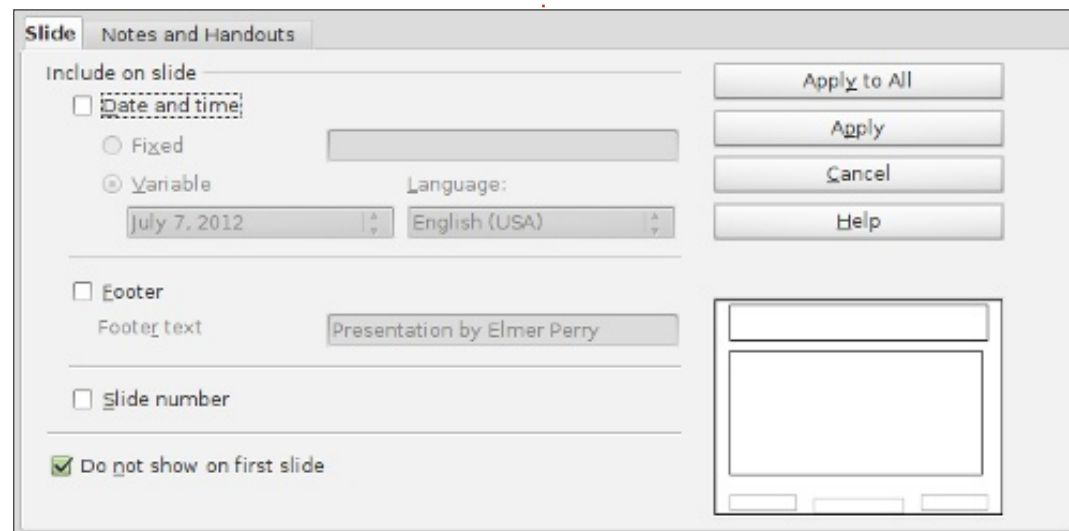 Slide Notes and Handouts
Include on slide
Date and time
Fixed
Variable Language:
July 7, 2012 English (USA)
Footer
Footer text Presentation by Elmer Perry
Slide number
Do not show on first slide
Apply to All
Apply
Cancel
Help